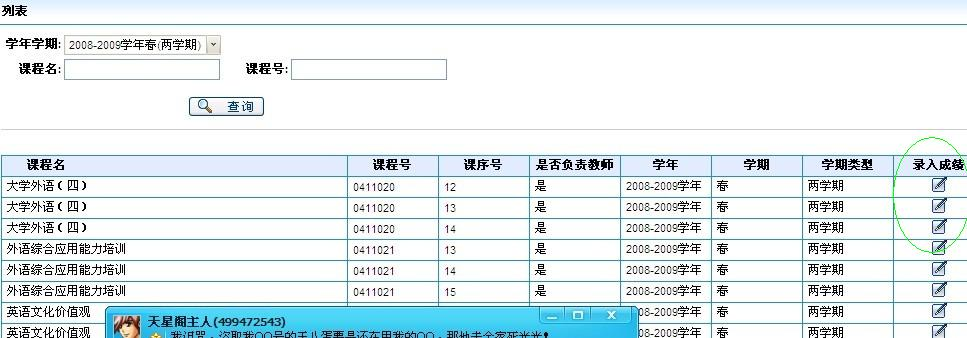 列表
学年学期: 2008-2009学年春(两学期)
课程名: 课程号:
查询
课程名 课程号 课序号 是否负责教师 学年 学期 学期类型 录入成绩
大学外语（四） 0411020 12 是 2008-2009学年 春 两学期
大学外语（四） 0411020 13 是 2008-2009学年 春 两学期
大学外语（四） 0411020 14 是 2008-2009学年 春 两学期
外语综合应用能力培训 0411021 13 是 2008-2009学年 春 两学期
外语综合应用能力培训 0411021 14 是 2008-2009学年 春 两学期
外语综合应用能力培训 0411021 15 是 2008-2009学年 春 两学期
英语文化价值观 2008-2009学年 春 两学期
英语文化价值观 2008-2009学年 春 两学期
天星阁主人(499472543)